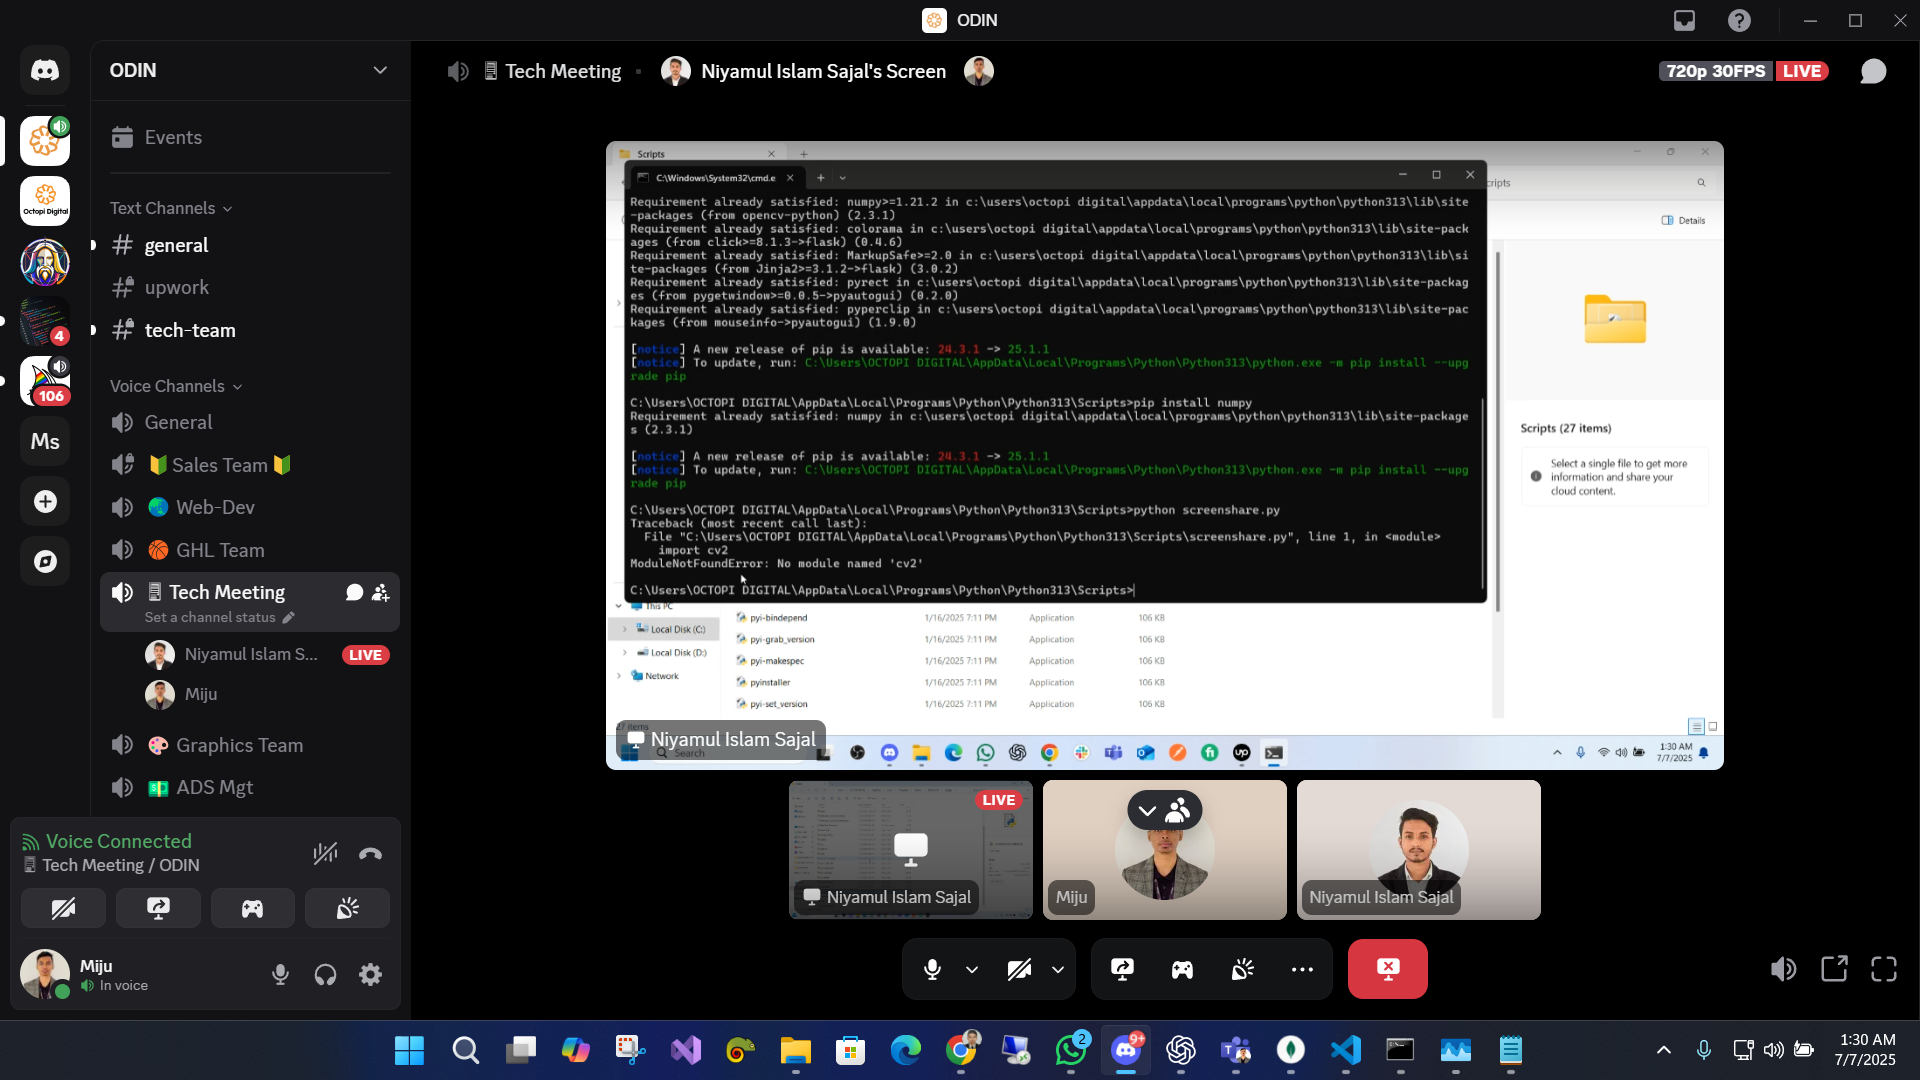 ODIN
ODIN
Tech Meeting
Niyamul Islam Sajal's Screen
720p 30FPS
LIVE
Events
Text Channels
general
upwork
tech-team
Voice Channels
General
Sales Team
Web-Dev
GHL Team
Tech Meeting
Set a channel status
Niyamul Islam S...
LIVE
Miju
Graphics Team
ADS Mgt
Octopi Digital
4
106
Ms
Voice Connected
Tech Meeting / ODIN
Miju
In voice
Scripts
C:\Windows\System32\cmd.e
cripts
Details
Requirement already satisfied: numpy>=1.21.2 in c:\users\octopi digital\appdata\local\programs\python\python313\lib\site
-packages (from opencv-python) (2.3.1)
Requirement already satisfied: colorama in c:\users\octopi digital\appdata\local\programs\python\python313\lib\site-pack
ages (from click>=8.1.3->flask) (0.4.6)
Requirement already satisfied: MarkupSafe>=2.0 in c:\users\octopi digital\appdata\local\programs\python\python313\lib\si
te-packages (from Jinja2>=3.1.2->flask) (3.0.2)
Requirement already satisfied: pyrect in c:\users\octopi digital\appdata\local\programs\python\python313\lib\site-packag
es (from pygetwindow>=0.0.5->pyautogui) (0.2.0)
Requirement already satisfied: pyperclip in c:\users\octopi digital\appdata\local\programs\python\python313\lib\site-pac
kages (from mouseinfo->pyautogui) (1.9.0)
[notice] A new release of pip is available: 24.3.1 -> 25.1.1
[notice] To update, run: C:\Users\OCTOPI DIGITAL\AppData\Local\Programs\Python\Python313\python.exe -m pip install --upg
rade pip
C:\Users\OCTOPI DIGITAL\AppData\Local\Programs\Python\Python313\Scripts>pip install numpy
Requirement already satisfied: numpy in c:\users\octopi digital\appdata\local\programs\python\python313\lib\site-package
s (2.3.1)
[notice] A new release of pip is available: 24.3.1 -> 25.1.1
[notice] To update, run: C:\Users\OCTOPI DIGITAL\AppData\Local\Programs\Python\Python313\python.exe -m pip install --upg
rade pip
C:\Users\OCTOPI DIGITAL\AppData\Local\Programs\Python\Python313\Scripts>python screenshare.py
Traceback (most recent call last):
File "C:\Users\OCTOPI DIGITAL\AppData\Local\Programs\Python\Python313\Scripts\screenshare.py", line 1, in <module>
import cv2
ModuleNotFoundError: No module named 'cv2'
C:\Users\OCTOPI DIGITAL\AppData\Local\Programs\Python\Python313\Scripts>
Scripts (27 items)
Select a single file to get more
information and share your
cloud content.
This PC
Local Disk (C:)
Local Disk (D:)
Network
pyi-bindepend 1/16/2025 7:11 PM Application 106 KB
pyi-grab_version 1/16/2025 7:11 PM Application 106 KB
pyi-makespec 1/16/2025 7:11 PM Application 106 KB
pyinstaller 1/16/2025 7:11 PM Application 106 KB
pyi-set_version 1/16/2025 7:11 PM Application 106 KB
27 items
Niyamul Islam Sajal
Search
1:30 AM
7/7/2025
LIVE
Niyamul Islam Sajal
Miju
Niyamul Islam Sajal
2
9+
1:30 AM
7/7/2025